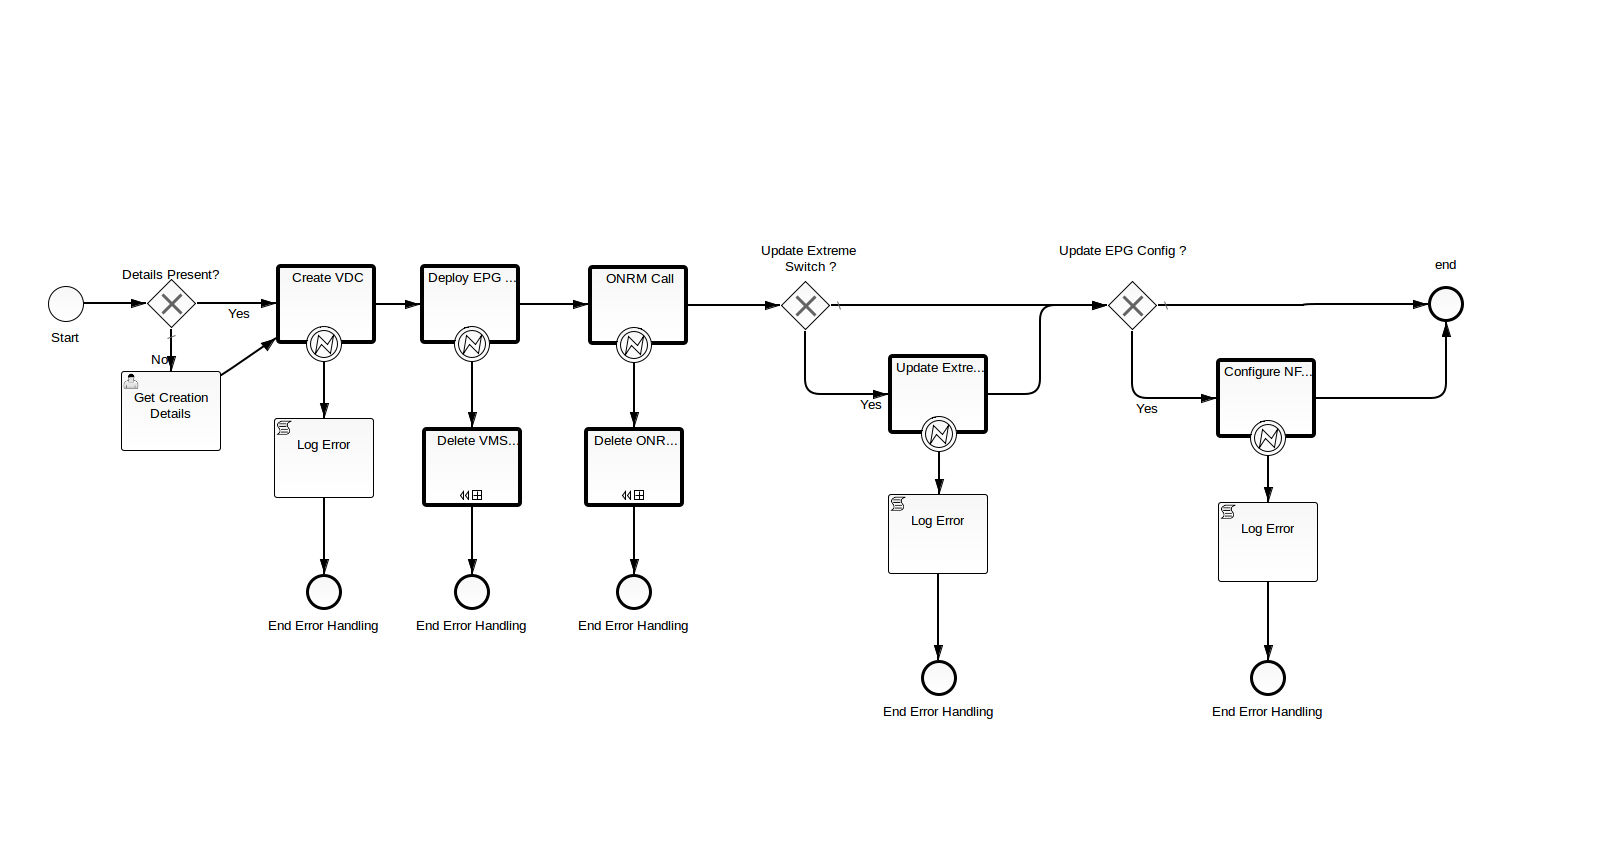 Update Extreme
Switch ?
Update EPG Config ?
end
Details Present?
Create VDC
Deploy EPG ...
ONRM Call
Yes
Start
No
Get Creation
Details
Update Extre...
Configure NF...
Yes
Yes
Log Error
Delete VMS...
Delete ONR...
Log Error
Log Error
End Error Handling
End Error Handling
End Error Handling
End Error Handling
End Error Handling